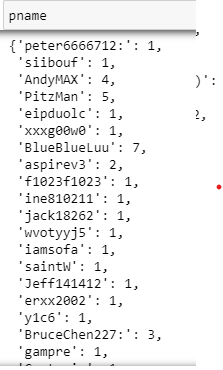 pname
{'peter6666712:': 1,
'siibouf': 1,
'AndyMAX': 4,
)':
'PitzMan': 5,
'eipduolc': 1,
'xxxg00w0': 1,
'BlueBlueLuu': 7,
'aspirev3': 2,
'f1023f1023': 1,
'ine810211': 1,
'jack18262': 1,
'wvotyyj5': 1,
'iamsofa': 1,
'saintW': 1,
'Jeff141412': 1,
'erxx2002': 1,
'y1c6': 1,
'BruceChen227:': 3,
'gampre': 1,